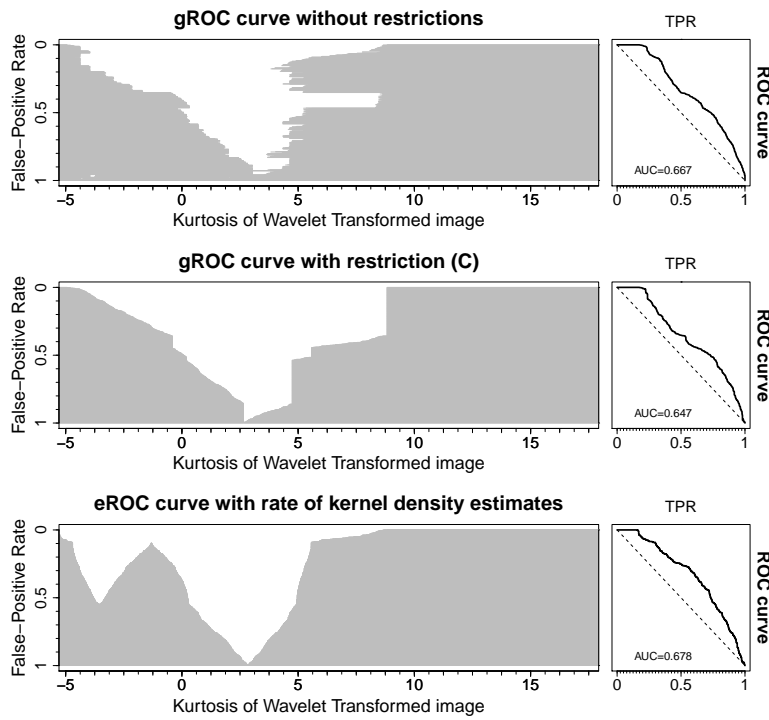 gROC curve without restrictions
TPR
False−Positive Rate
0
0.5
1
−5 0 5 10 15
Kurtosis of Wavelet Transformed image
AUC=0.667
0 0.5 1
ROC curve
gROC curve with restriction (C)
TPR
False−Positive Rate
0
0.5
1
−5 0 5 10 15
Kurtosis of Wavelet Transformed image
AUC=0.647
0 0.5 1
ROC curve
eROC curve with rate of kernel density estimates
TPR
False−Positive Rate
0
0.5
1
−5 0 5 10 15
Kurtosis of Wavelet Transformed image
AUC=0.678
0 0.5 1
ROC curve